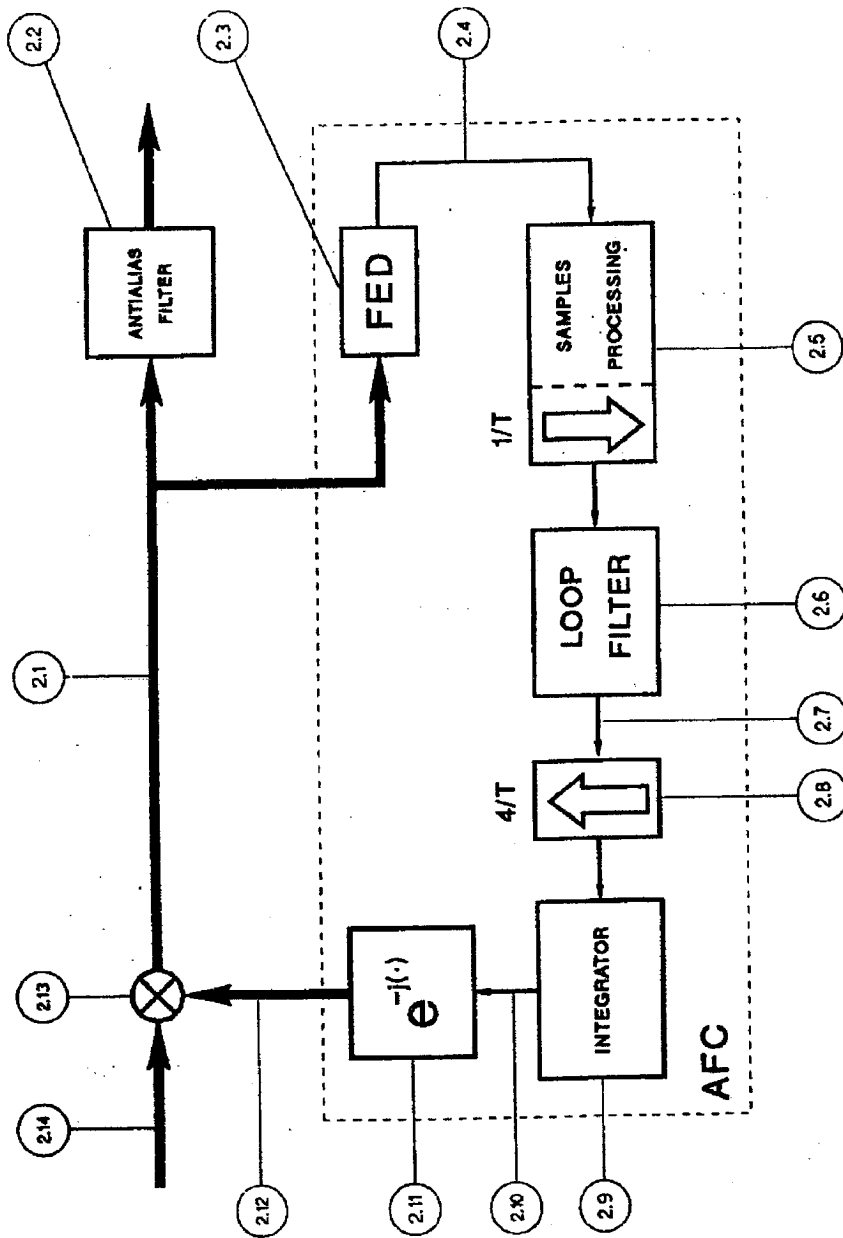 2.14
2.13
2.1
2.2
ANTIALIAS
FILTER
2.3
FED
2.4
2.12
e^-j(·)
2.11
4/T
1/T
SAMPLES
PROCESSING
LOOP
FILTER
INTEGRATOR
2.10
AFC
2.9
2.8
2.7
2.6
2.5